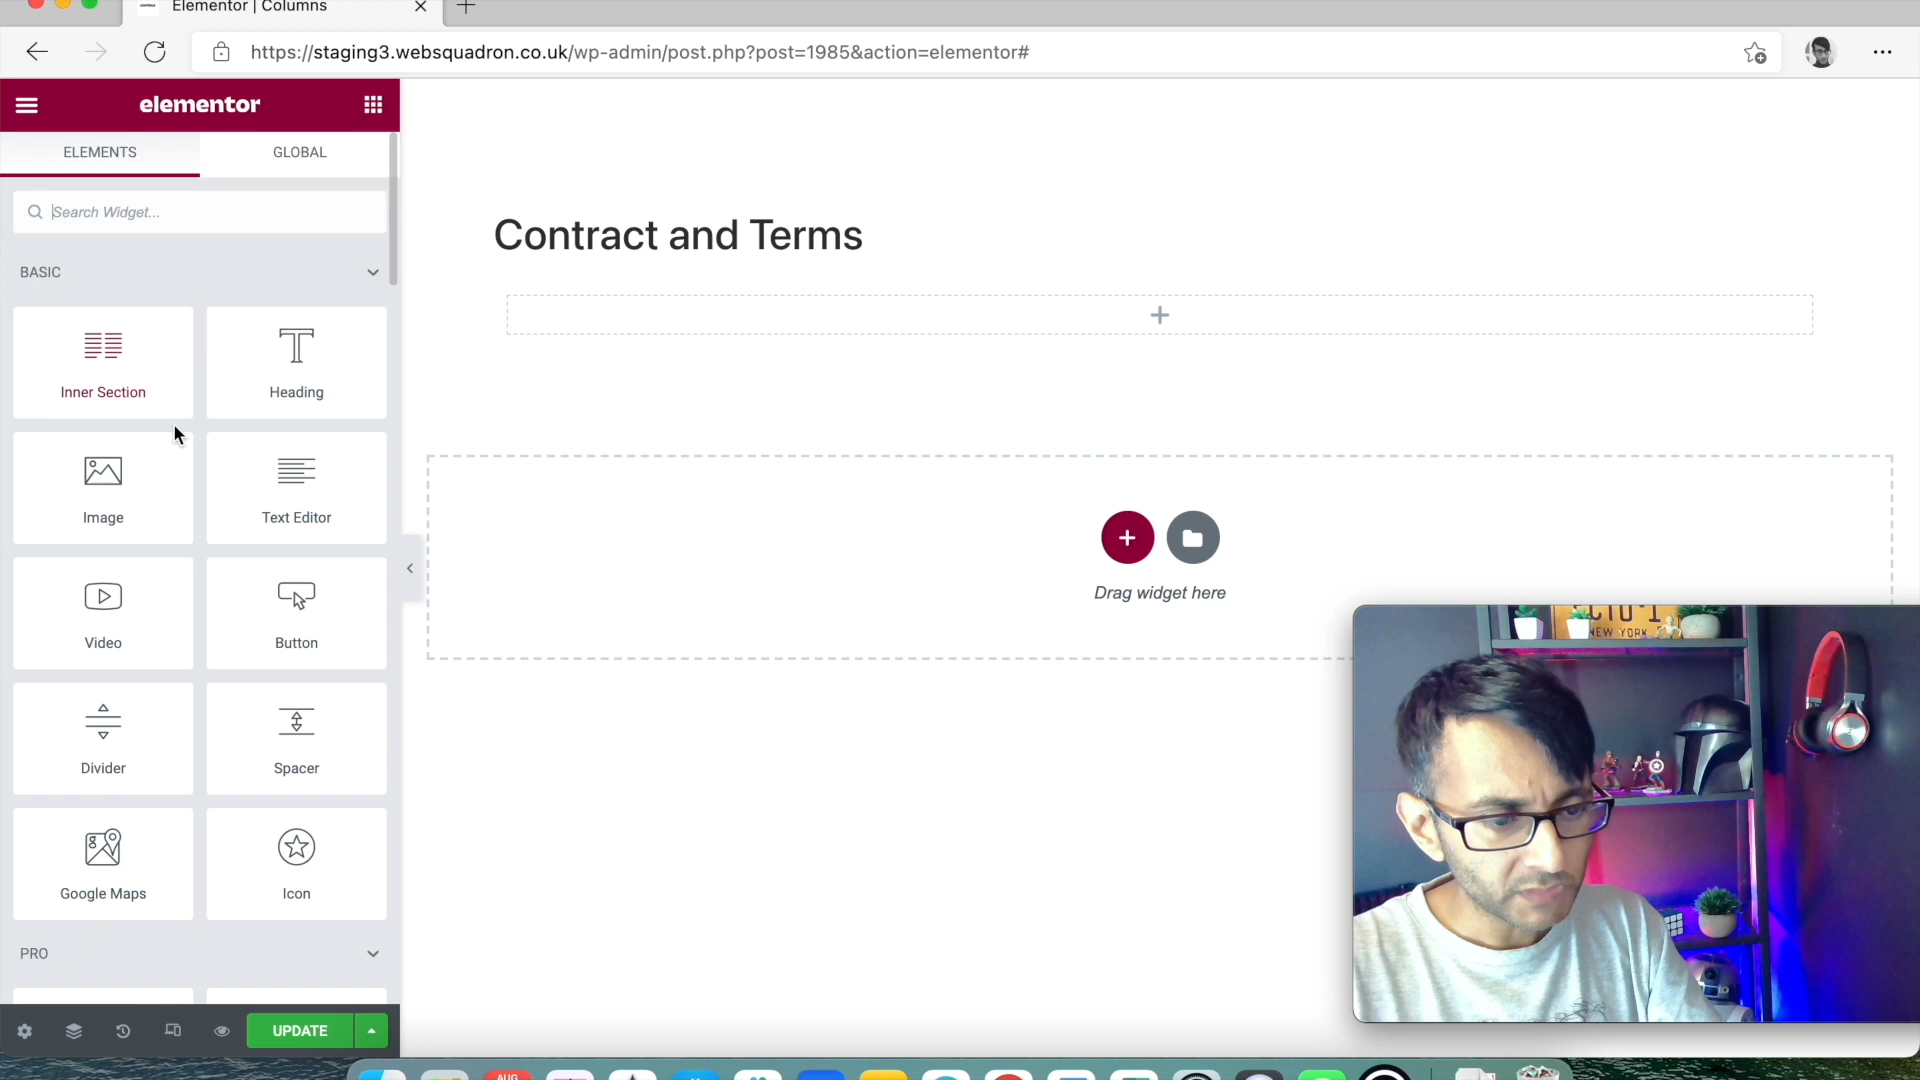 Elementor | Columns
https://staging3.websquadron.co.uk/wp-admin/post.php?post=1985&action=elementor#
elementor
ELEMENTS
GLOBAL
Search Widget...
BASIC
Inner Section
Heading
Image
Text Editor
Video
Button
Divider
Spacer
Google Maps
Icon
PRO
UPDATE
Contract and Terms
Drag widget here
NEW YORK
AUG